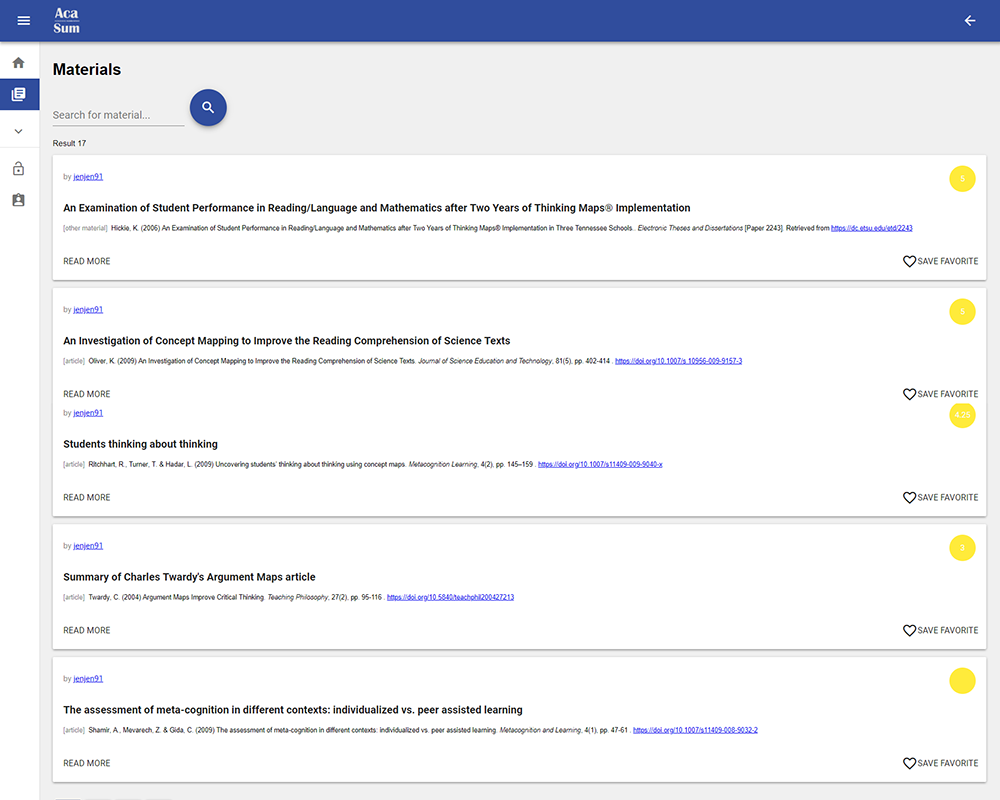 Aca
Sum
Materials
Search for material...
Result 17
by jenjen91
An Examination of Student Performance in Reading/Language and Mathematics after Two Years of Thinking Maps® Implementation
[other material] Hickie, K. (2006) An Examination of Student Performance in Reading/Language and Mathematics after Two Years of Thinking Maps® Implementation in Three Tennessee Schools. Electronic Theses and Dissertations [Paper 2243]. Retrieved from https://dc.etsu.edu/etd/2243
READ MORE
SAVE FAVORITE
by jenjen91
5
An Investigation of Concept Mapping to Improve the Reading Comprehension of Science Texts
[article] Oliver, K. (2009) An Investigation of Concept Mapping to Improve the Reading Comprehension of Science Texts. Journal of Science Education and Technology, 81(5), pp. 402-414 . https://doi.org/10.1007/s 10956-009-9157-3
READ MORE
SAVE FAVORITE
by jenjen91
4.25
Students thinking about thinking
[article] Ritchhart, R., Turner, T. & Hadar, L. (2009) Uncovering students' thinking about thinking using concept maps. Metacognition Learning, 4(2), pp. 145–159 . https://doi.org/10.1007/s11409-009-9040-x
READ MORE
SAVE FAVORITE
by jenjen91
Summary of Charles Twardy's Argument Maps article
[article] Twardy, C. (2004) Argument Maps Improve Critical Thinking. Teaching Philosophy, 27(2), pp. 95-116 . https://doi.org/10.5840/teachphil200427213
READ MORE
SAVE FAVORITE
by jenjen91
The assessment of meta-cognition in different contexts: individualized vs. peer assisted learning
[article] Shamir, A., Mevarech, Z. & Gida, C. (2009) The assessment of meta-cognition in different contexts: individualized vs. peer assisted learning. Metacognition and Learning, 4(1), pp. 47-61 . https://doi.org/10.1007/s11409-008-9032-2
READ MORE
SAVE FAVORITE